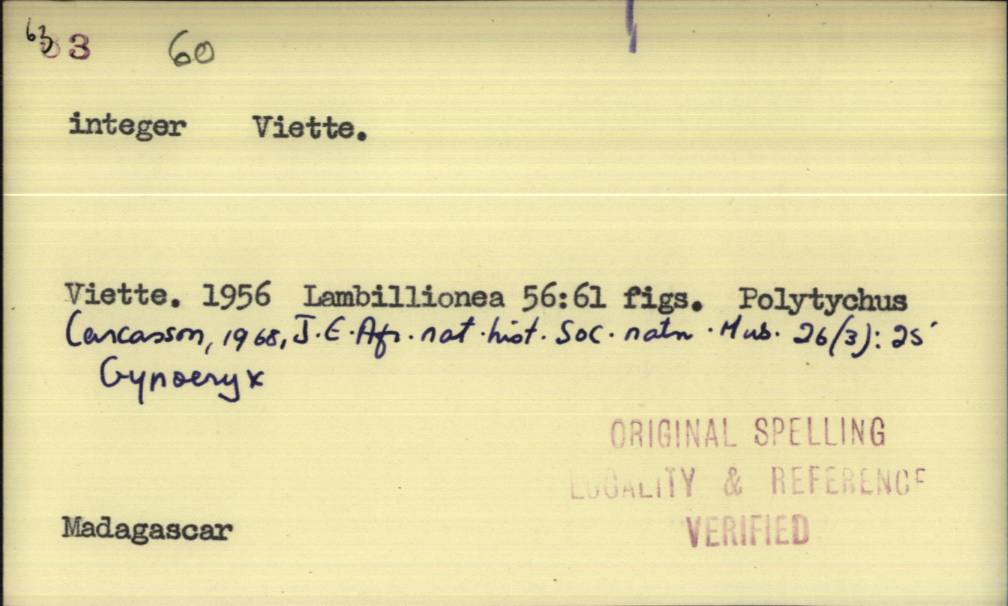 63 3 60
integer Viette.
Viette. 1956 Lambillionea 56:61 figs. Polytychus
Carcasson, 1968, J.E.Afr. nat. hist. Soc. natn. Mus. 26(3): 25
Gynoeryx
ORIGINAL SPELLING
LOCALITY & REFERENCE
Madagascar
VERIFIED